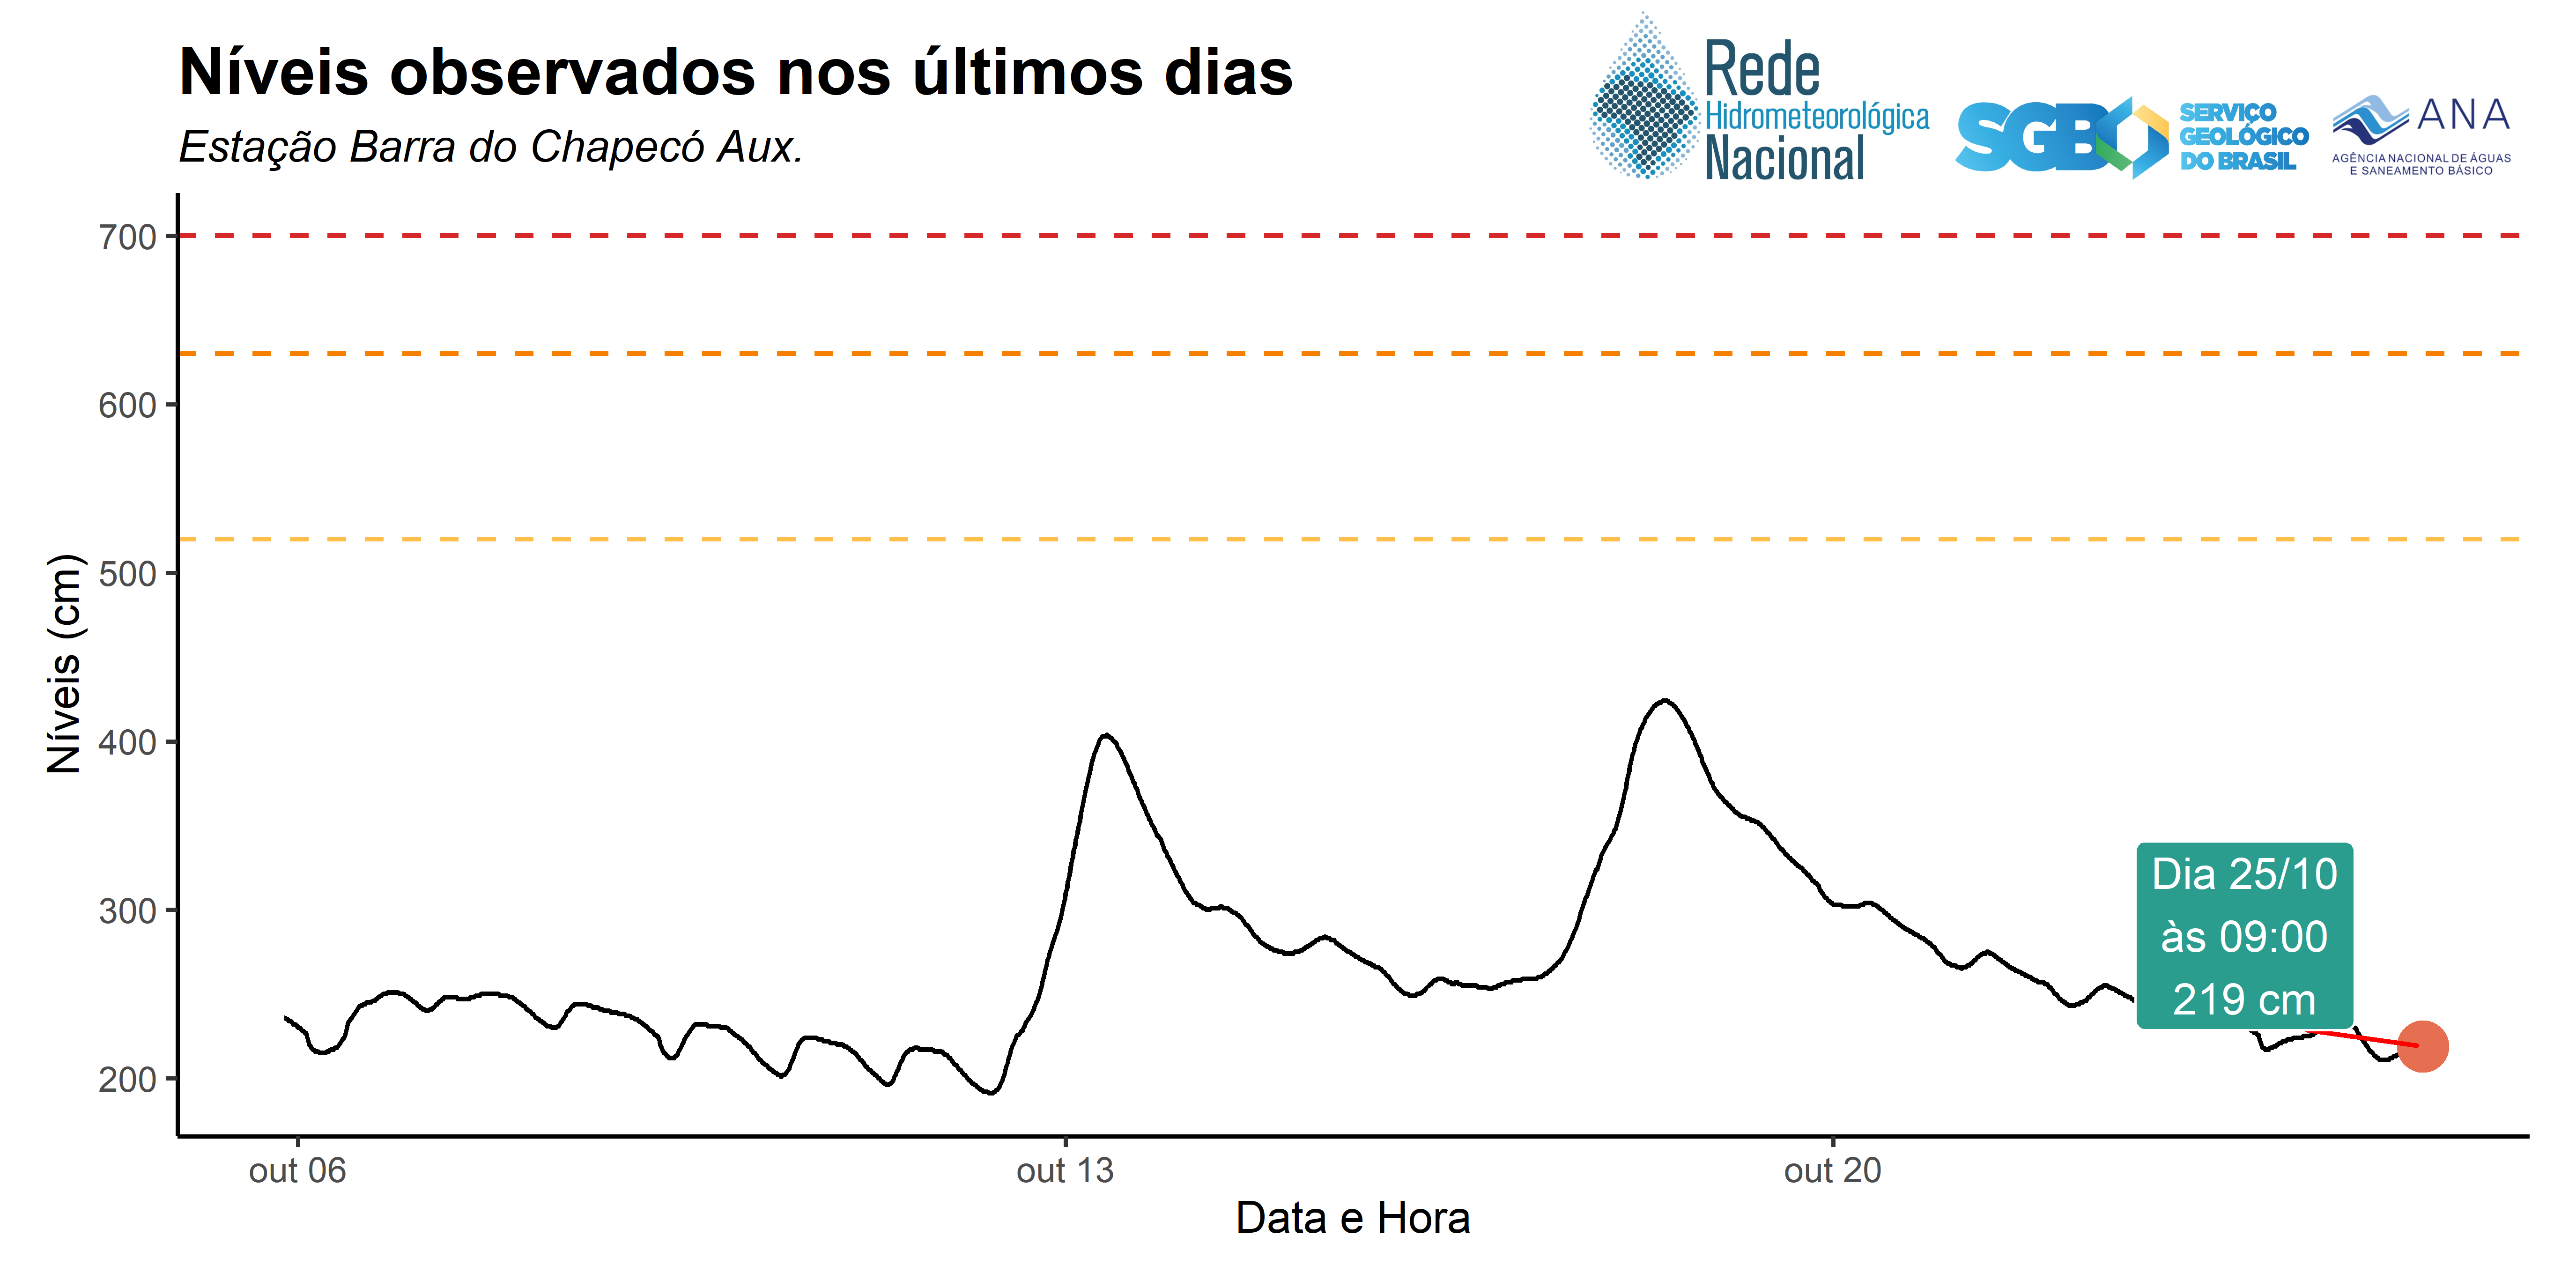 Níveis observados nos últimos dias
Estação Barra do Chapecó Aux.
Rede
Hidrometeorológica
Nacional
SGB
SERVIÇO
GEOLÓGICO
DO BRASIL
ANA
AGÊNCIA NACIONAL DE ÁGUAS
E SANEAMENTO BÁSICO
Níveis (cm)
700
600
500
400
300
200
Dia 25/10
às 09:00
219 cm
out 06
out 13
out 20
Data e Hora